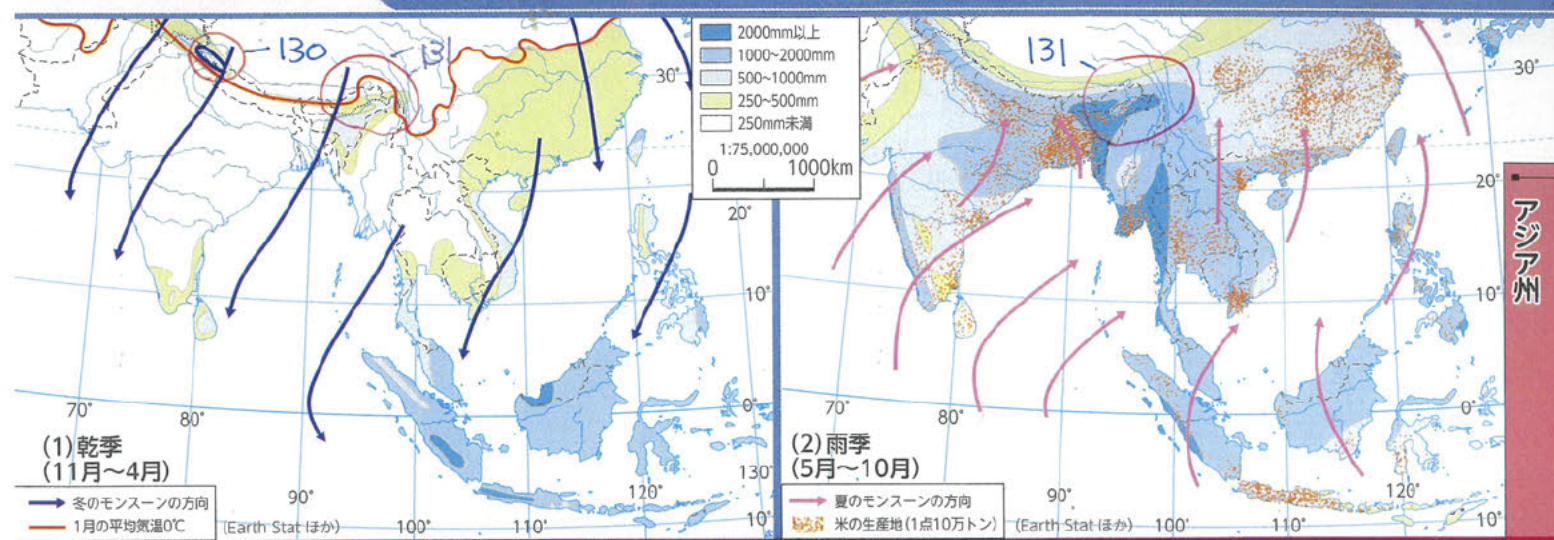 130
131
30°
20°
10°
0°
70°
80°
90°
100°
110°
120°
130°
10°
(1) 乾季
(11月～4月)
冬のモンスーンの方向
1月の平均気温0℃
(Earth Stat ほか)
2000mm以上
1000~2000mm
500~1000mm
250~500mm
250mm未満
1:75,000,000
0 1000km
131
30°
20°
10°
0°
70°
80°
90°
100°
110°
120°
10°
(2) 雨季
(5月～10月)
夏のモンスーンの方向
米の生産地(1点10万トン)
(Earth Stat ほか)
アジア州